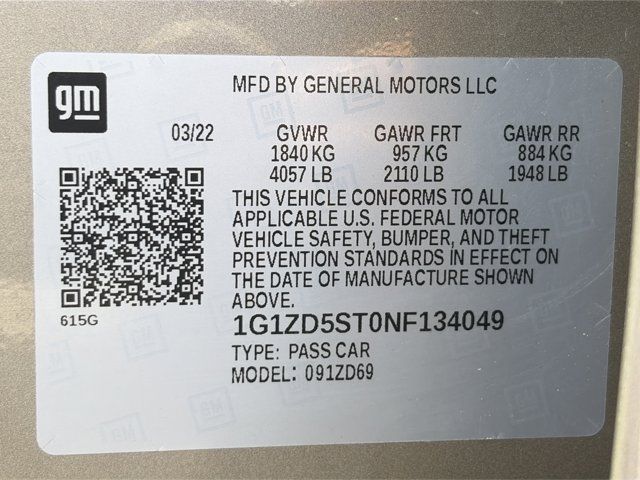 gm
MFD BY GENERAL MOTORS LLC
03/22 GVWR GAWR FRT GAWR RR
1840 KG 957 KG 884 KG
4057 LB 2110 LB 1948 LB
THIS VEHICLE CONFORMS TO ALL
APPLICABLE U.S. FEDERAL MOTOR
VEHICLE SAFETY, BUMPER, AND THEFT
PREVENTION STANDARDS IN EFFECT ON
THE DATE OF MANUFACTURE SHOWN
ABOVE.
615G
1G1ZD5ST0NF134049
TYPE: PASS CAR
MODEL: 091ZD69